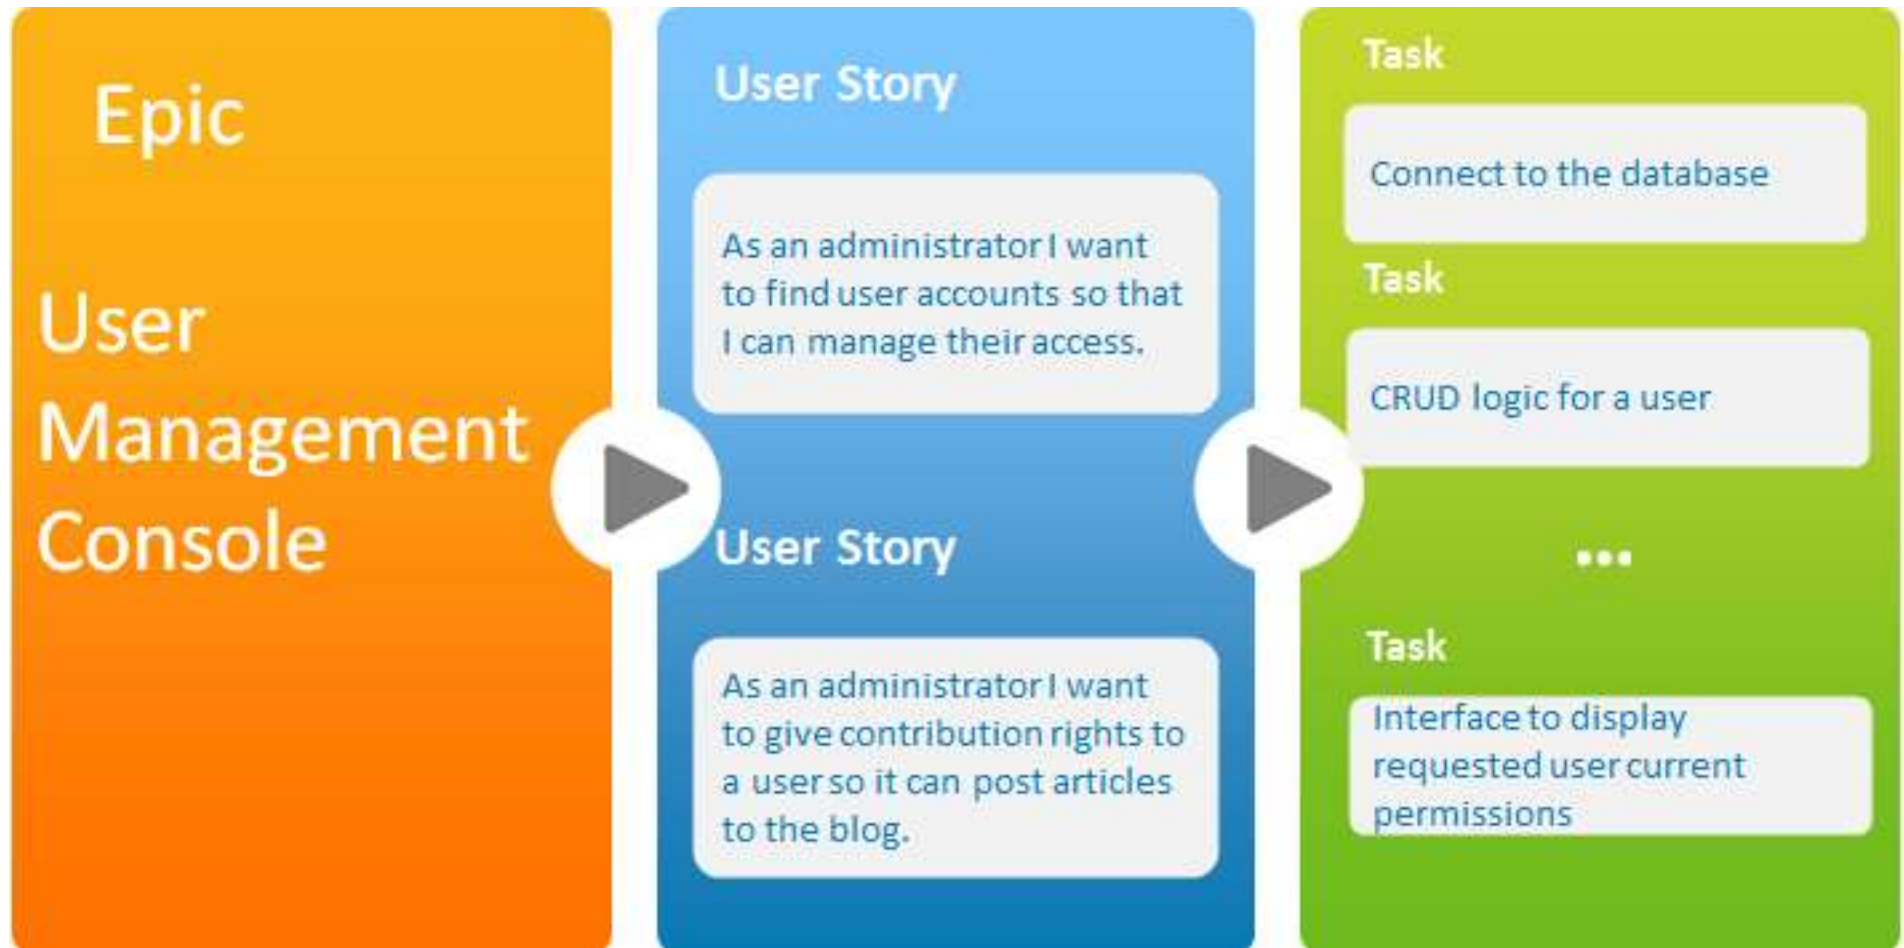 Epic
User
Management
Console
User Story
As an administrator I want
to find user accounts so that
I can manage their access.
User Story
As an administrator I want
to give contribution rights to
a user so it can post articles
to the blog.
Task
Connect to the database
Task
CRUD logic for a user
...
Task
Interface to display
requested user current
permissions